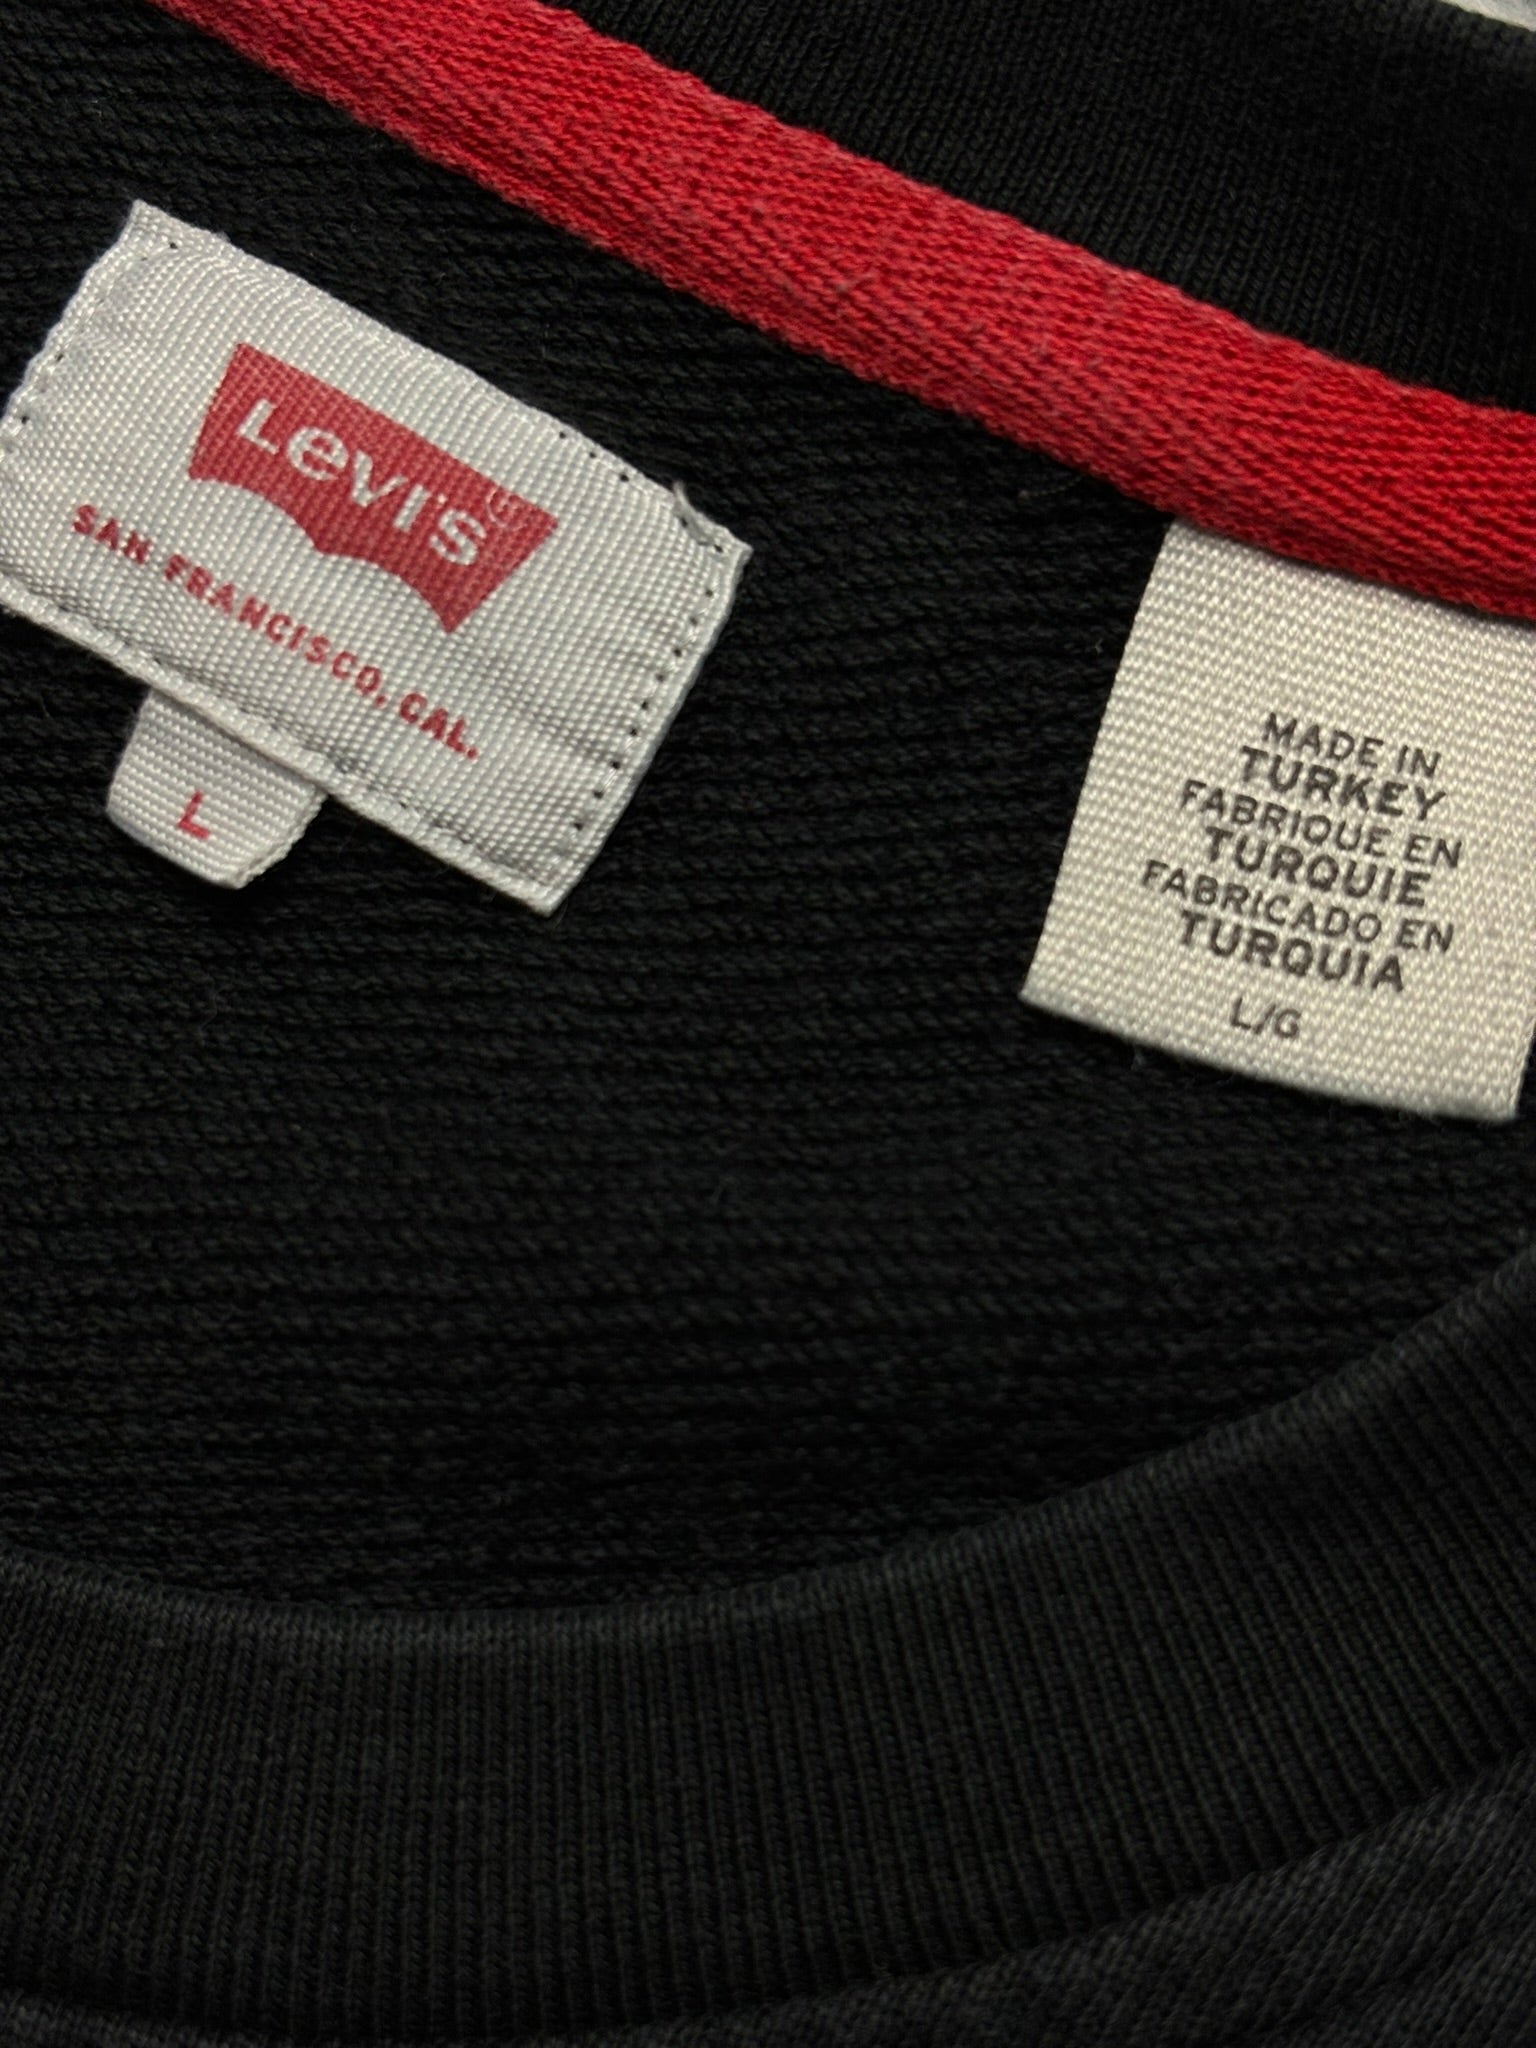 Levi's®
SAN FRANCISCO, CAL.
L
MADE IN
TURKEY
FABRIQUE EN
TURQUIE
FABRICADO EN
TURQUIA
L/G